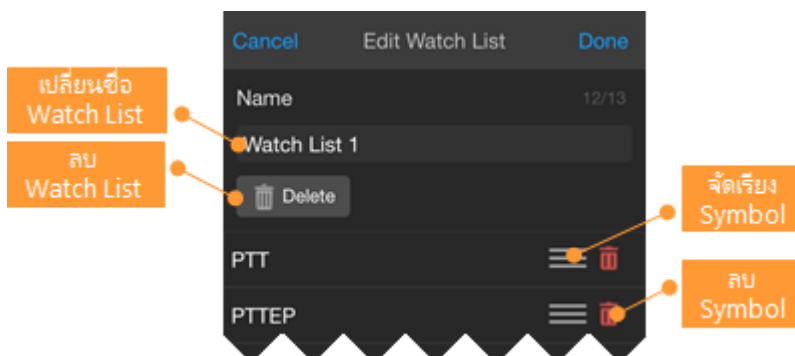 Cancel Edit Watch List Done
เปลี่ยนชื่อ
Watch List
Name 12/13
Watch List 1
ลบ
Watch List
Delete
จัดเรียง
Symbol
PTT
ลบ
Symbol
PTTEP